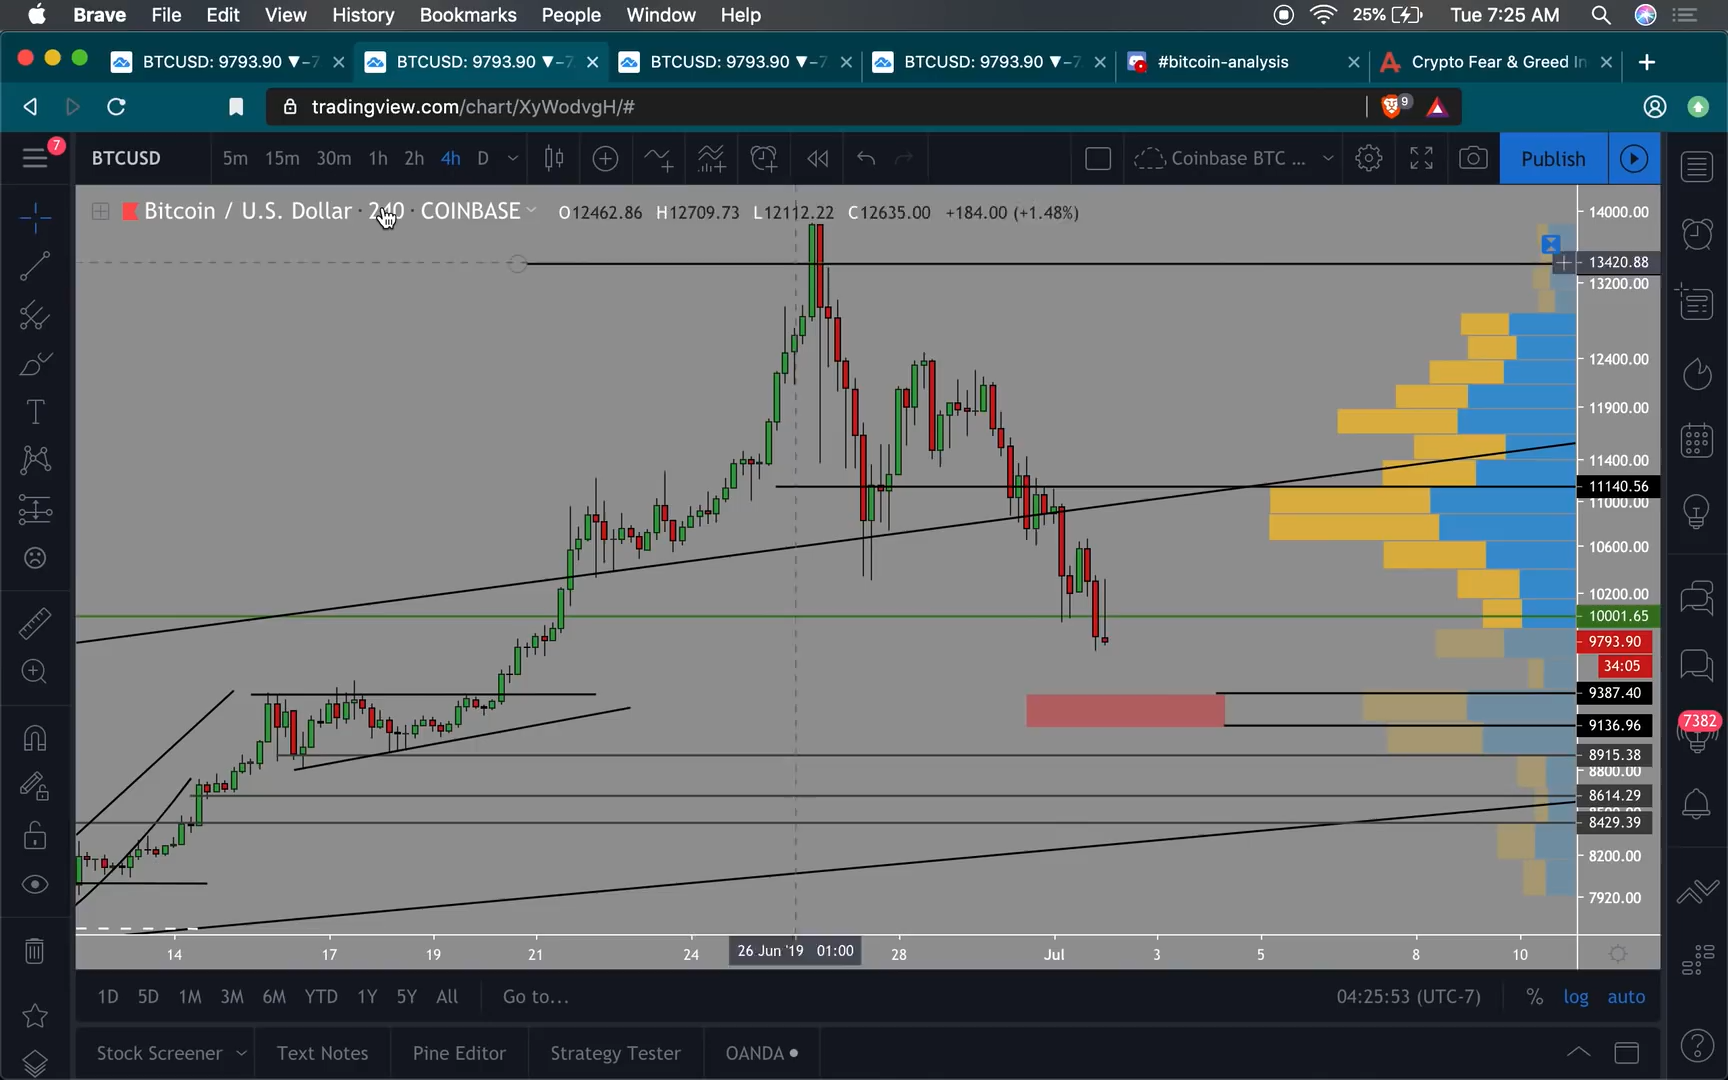 Brave File Edit View History Bookmarks People Window Help 25% Tue 7:25 AM
BTCUSD: 9793.90 ▼−7 BTCUSD: 9793.90 ▼−7 BTCUSD: 9793.90 ▼−7 BTCUSD: 9793.90 ▼−7 #bitcoin-analysis Crypto Fear & Greed In
tradingview.com/chart/XyWodvgH/# 9
7 BTCUSD 5m 15m 30m 1h 2h 4h D Coinbase BTC ... Publish
Bitcoin / U.S. Dollar · 240 · COINBASE O12462.86 H12709.73 L12112.22 C12635.00 +184.00 (+1.48%)
14000.00
13420.88
13200.00
12400.00
11900.00
11400.00
11140.56
11000.00
10600.00
10200.00
10001.65
9793.90
34:05
9387.40
9136.96
7382
8915.38
8800.00
8614.29
8429.39
8200.00
7920.00
14 17 19 21 24 26 Jun '19 01:00 28 Jul 3 5 8 10
1D 5D 1M 3M 6M YTD 1Y 5Y All Go to... 04:25:53 (UTC-7) % log auto
Stock Screener Text Notes Pine Editor Strategy Tester OANDA